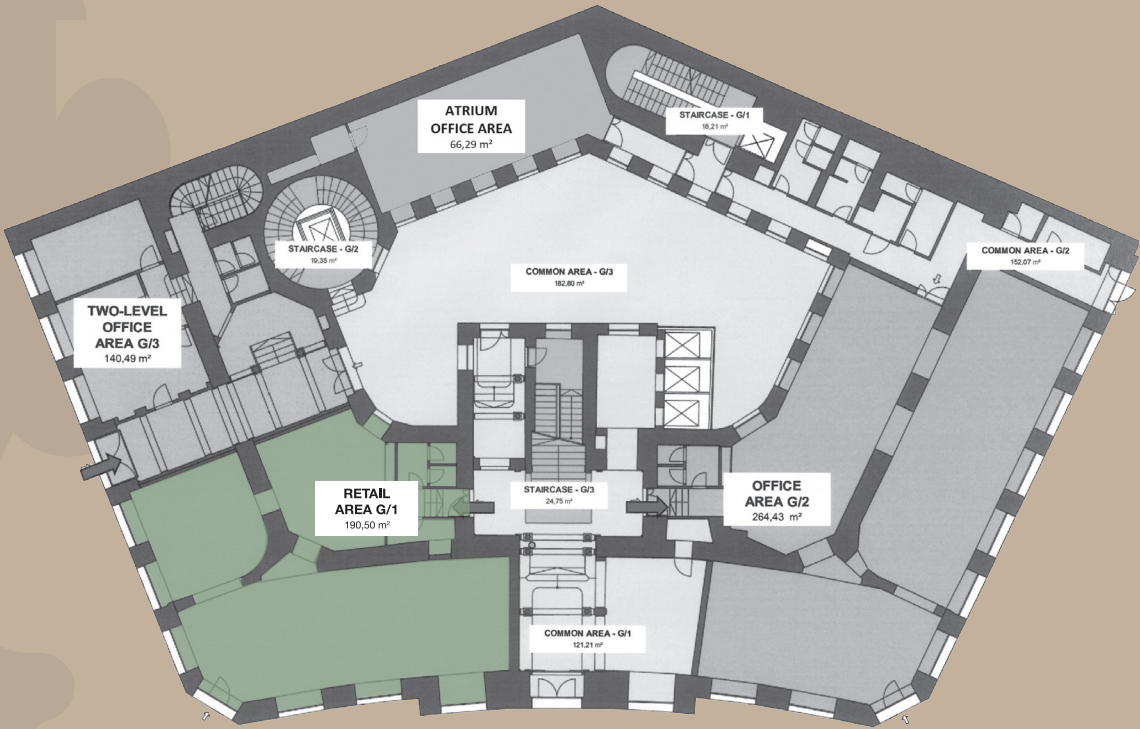 ATRIUM
OFFICE AREA
66,29 m²
STAIRCASE - G/1
18,21 m²
STAIRCASE - G/2
19,35 m²
COMMON AREA - G/3
182,80 m²
COMMON AREA - G/2
152,07 m²
TWO-LEVEL
OFFICE
AREA G/3
140,49 m²
RETAIL
AREA G/1
190,50 m²
STAIRCASE - G/3
24,75 m²
OFFICE
AREA G/2
264,43 m²
COMMON AREA - G/1
121,21 m²